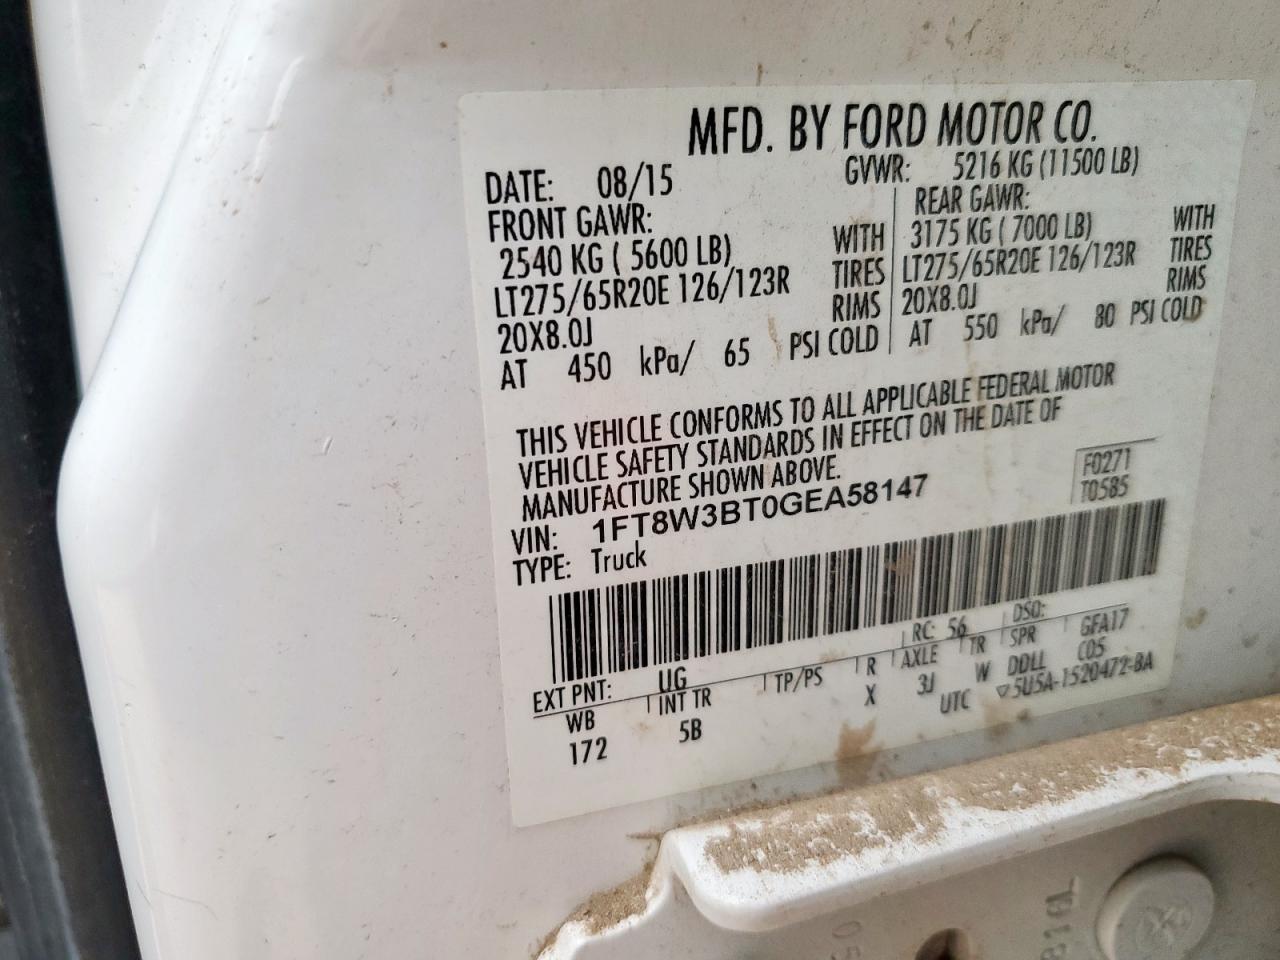 MFD. BY FORD MOTOR CO.
DATE: 08/15 GVWR: 5216 KG (11500 LB)
FRONT GAWR: REAR GAWR:
2540 KG ( 5600 LB) WITH 3175 KG ( 7000 LB) WITH
LT275/65R20E 126/123R TIRES LT275/65R20E 126/123R TIRES
20X8.0J RIMS 20X8.0J RIMS
AT 450 kPa/ 65 PSI COLD AT 550 kPa/ 80 PSI COLD
THIS VEHICLE CONFORMS TO ALL APPLICABLE FEDERAL MOTOR
VEHICLE SAFETY STANDARDS IN EFFECT ON THE DATE OF
MANUFACTURE SHOWN ABOVE.
F0271
T0585
VIN: 1FT8W3BT0GEA58147
TYPE: Truck
EXT PNT: UG RC: 56 DSO:
WB INT TR TP/PS R AXLE TR SPR GFA17
172 5B X 3J W DDLL C05
UTC ▽5U5A-1520472-BA